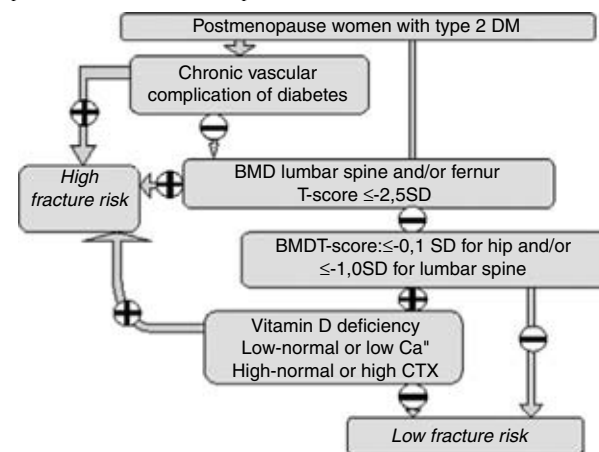 Postmenopause women with type 2 DM
Chronic vascular
complication of diabetes
High
fracture risk
BMD lumbar spine and/or fernur
T-score ≤-2,5SD
BMDT-score:≤-0,1 SD for hip and/or
≤-1,0SD for lumbar spine
Vitamin D deficiency
Low-normal or low Ca"
High-normal or high CTX
Low fracture risk